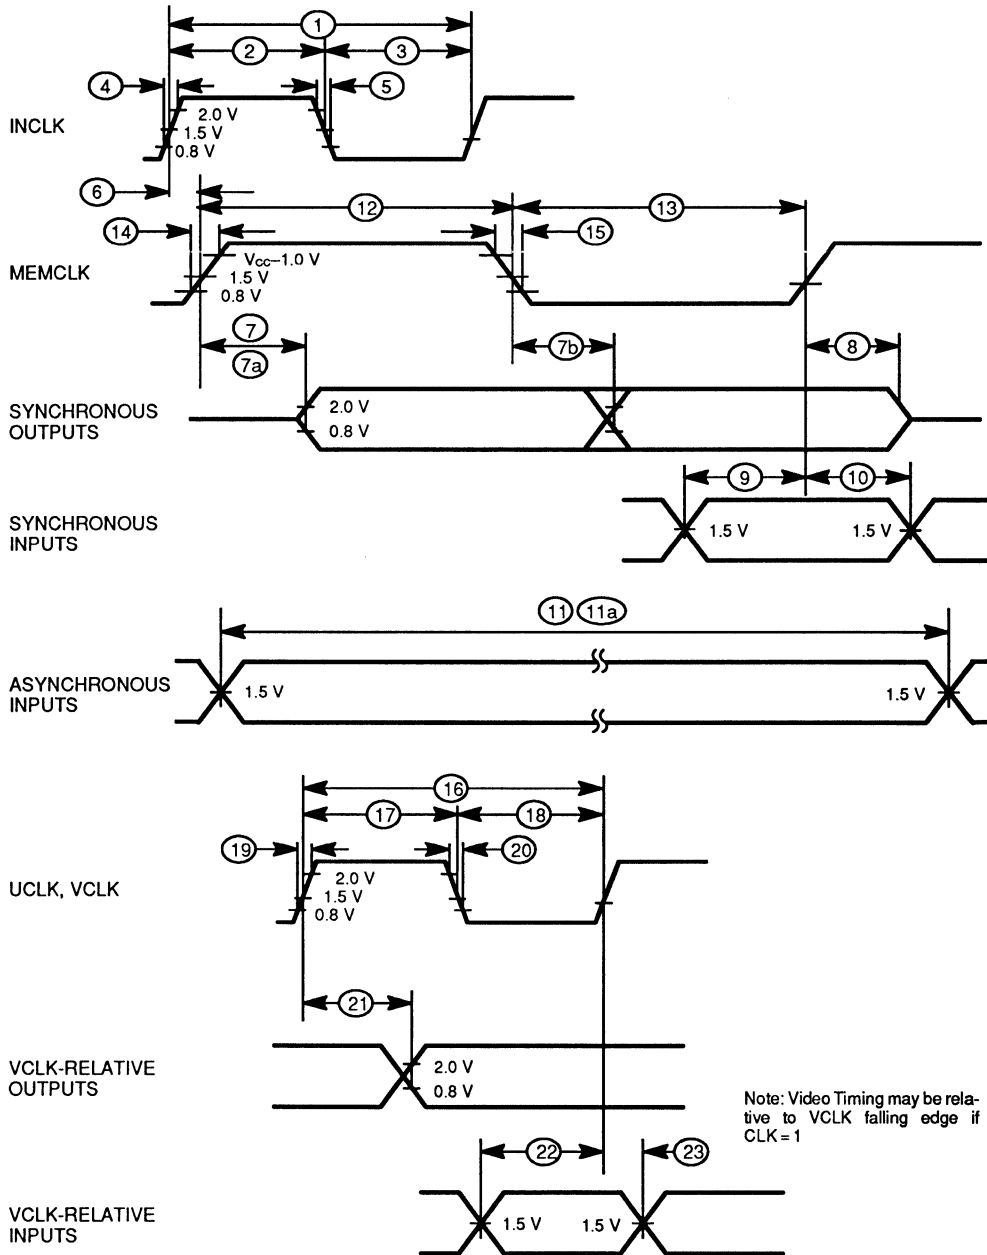 1
2
3
4
5
INCLK
2.0 V
1.5 V
0.8 V
6
12
13
14
15
MEMCLK
VCC–1.0 V
1.5 V
0.8 V
7
7a
7b
8
SYNCHRONOUS
OUTPUTS
2.0 V
0.8 V
9
10
SYNCHRONOUS
INPUTS
1.5 V
1.5 V
11
11a
ASYNCHRONOUS
INPUTS
1.5 V
1.5 V
16
17
18
19
20
UCLK, VCLK
2.0 V
1.5 V
0.8 V
21
VCLK-RELATIVE
OUTPUTS
2.0 V
0.8 V
Note: Video Timing may be rela-
tive to VCLK falling edge if
CLK = 1
22
23
VCLK-RELATIVE
INPUTS
1.5 V
1.5 V